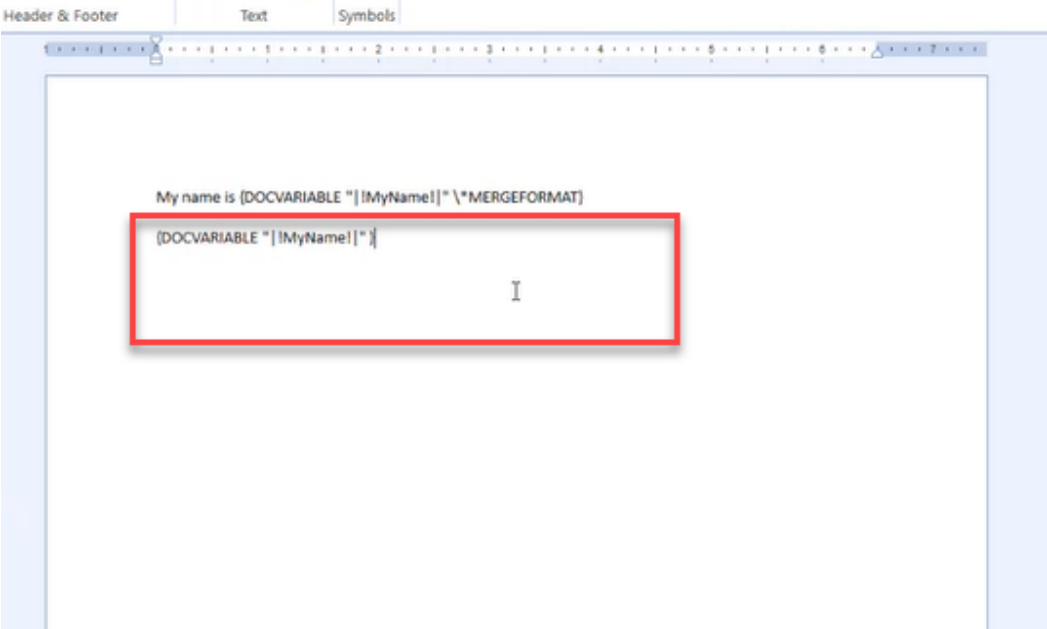 Header & Footer Text Symbols
1 1 2 3 4 5 6 7
My name is {DOCVARIABLE "|!MyName!|" \*MERGEFORMAT}
{DOCVARIABLE "|!MyName!|" }